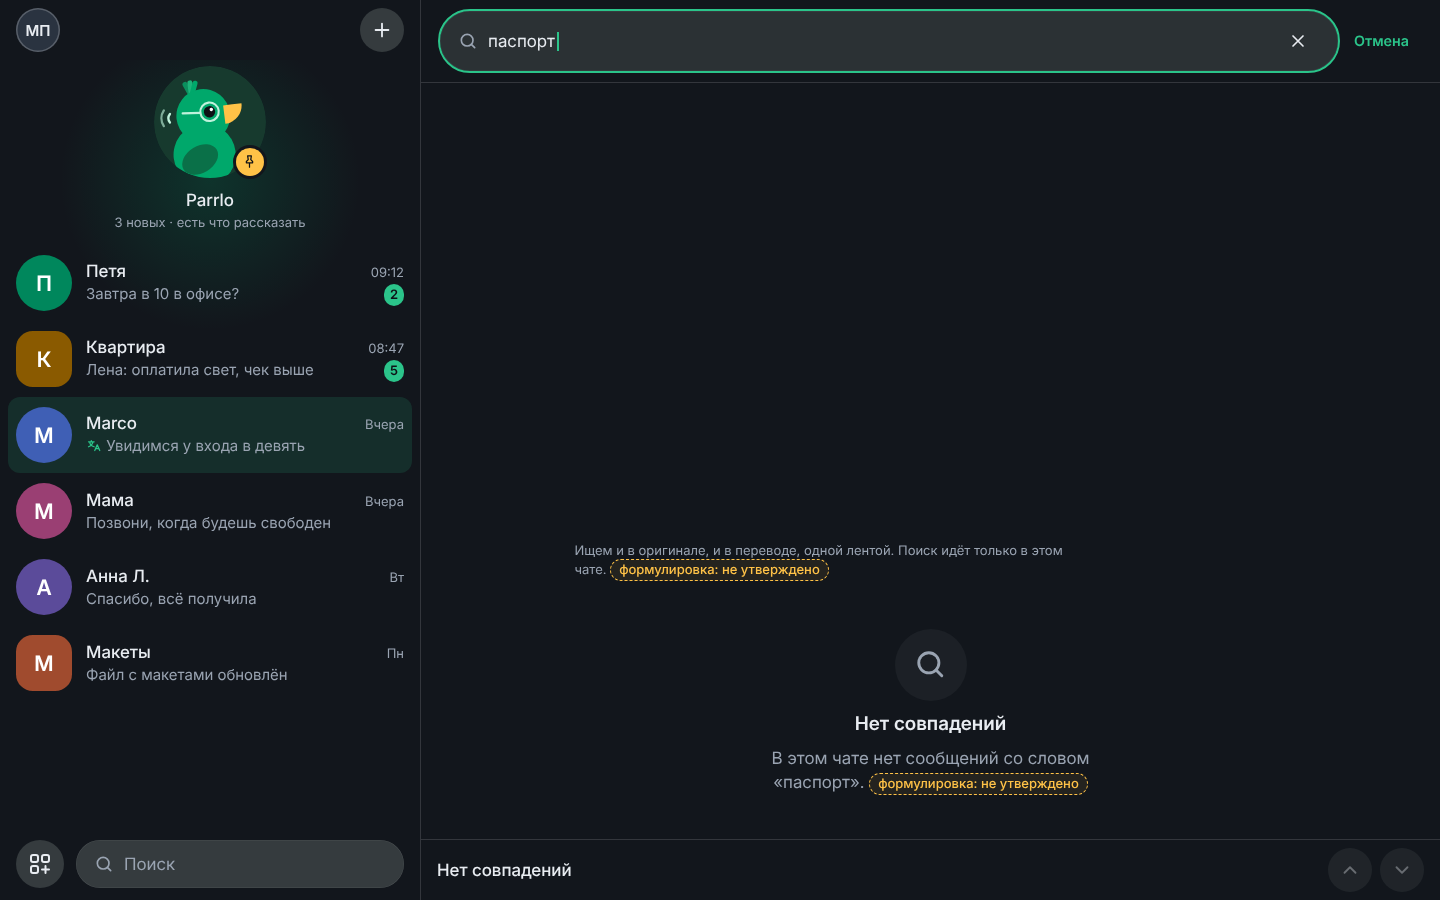 МП
Parrlo
3 новых · есть что рассказать
П
Петя
09:12
Завтра в 10 в офисе?
2
К
Квартира
08:47
Лена: оплатила свет, чек выше
5
М
Marco
Вчера
Увидимся у входа в девять
М
Мама
Вчера
Позвони, когда будешь свободен
А
Анна Л.
Вт
Спасибо, всё получила
М
Макеты
Пн
Файл с макетами обновлён
Поиск
паспорт
Отмена
Ищем и в оригинале, и в переводе, одной лентой. Поиск идёт только в этом
чате. формулировка: не утверждено
Нет совпадений
В этом чате нет сообщений со словом
«паспорт». формулировка: не утверждено
Нет совпадений